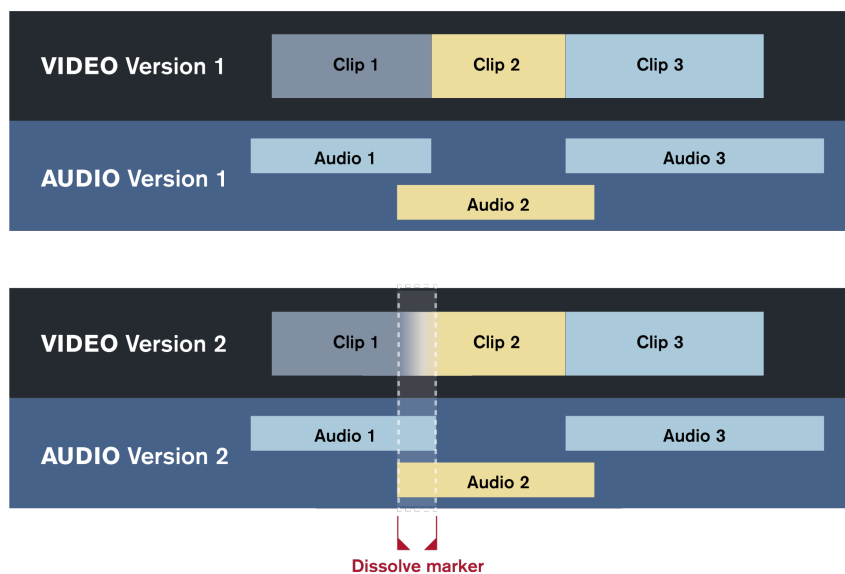 VIDEO Version 1
Clip 1
Clip 2
Clip 3
AUDIO Version 1
Audio 1
Audio 3
Audio 2
VIDEO Version 2
Clip 1
Clip 2
Clip 3
AUDIO Version 2
Audio 1
Audio 3
Audio 2
Dissolve marker